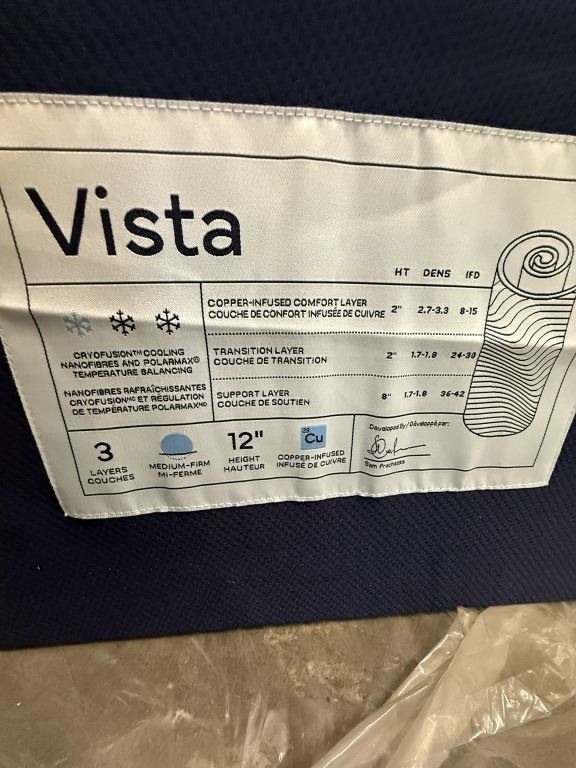 Vista
HT DENS IFD
COPPER-INFUSED COMFORT LAYER
COUCHE DE CONFORT INFUSÉE DE CUIVRE 2" 2.7-3.3 8-15
TRANSITION LAYER
COUCHE DE TRANSITION 2" 1.7-1.8 24-30
SUPPORT LAYER
COUCHE DE SOUTIEN 8" 1.7-1.8 36-42
CRYOFUSION™ COOLING
NANOFIBRES AND POLARMAX®
TEMPERATURE BALANCING
NANOFIBRES RAFRAÎCHISSANTES
CRYOFUSIONMC ET RÉGULATION
DE TEMPÉRATURE POLARMAXMD
3
LAYERS
COUCHES
MEDIUM-FIRM
MI-FERME
12"
HEIGHT
HAUTEUR
29
Cu
COPPER-INFUSED
INFUSÉ DE CUIVRE
Developed By/Développé par:
Sam Prochazka